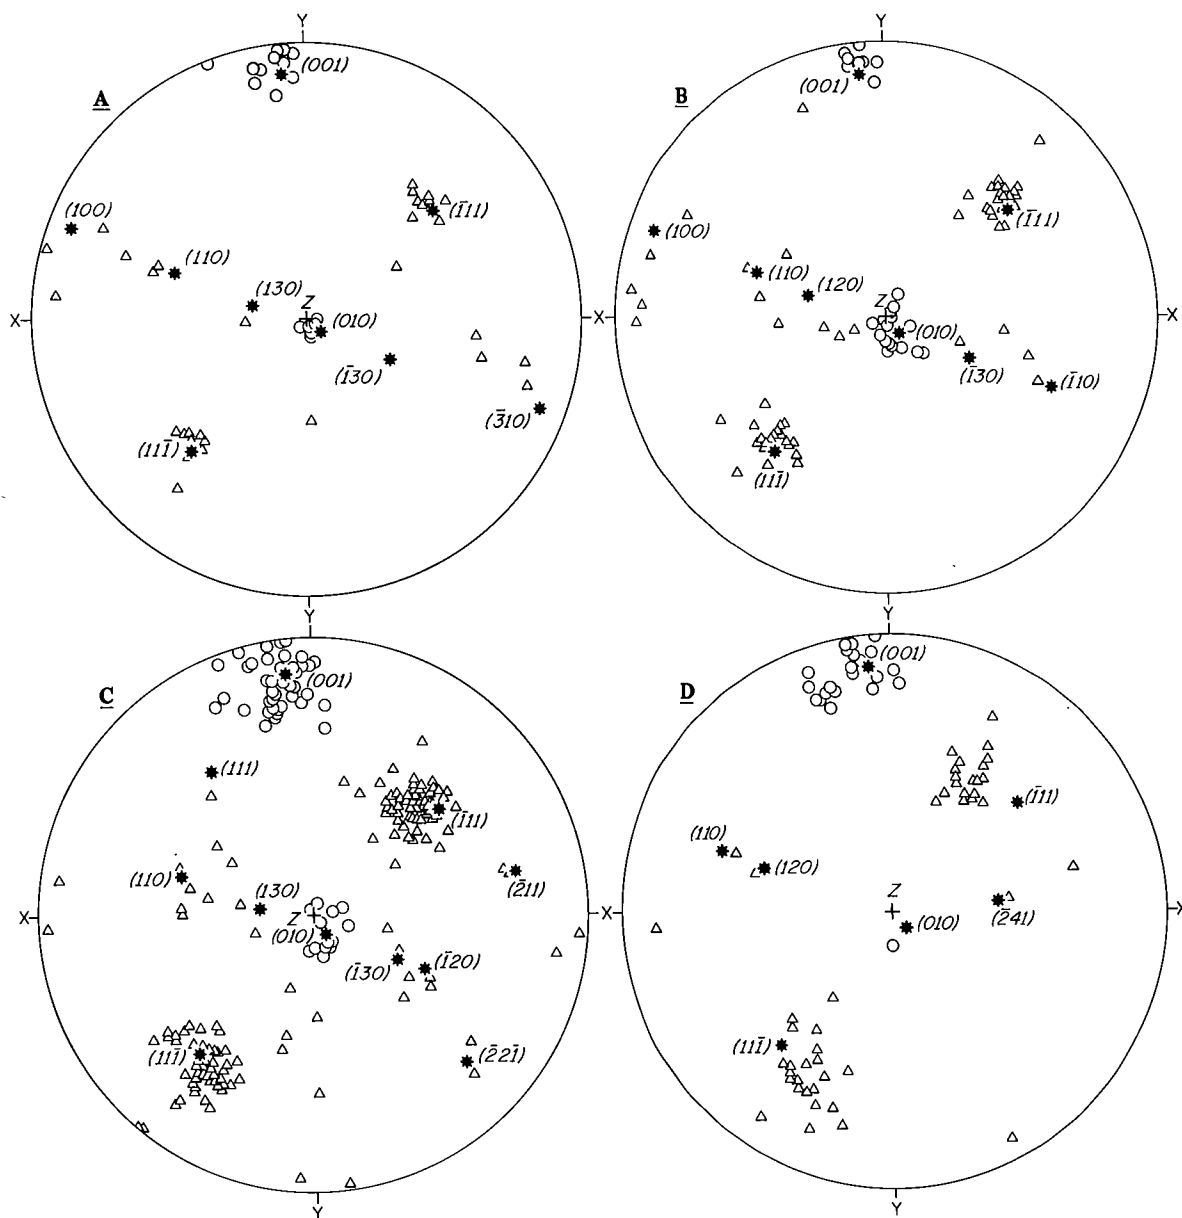 Y Y
A (001) B (001)
(100) (1̅11) (1̅11)
(110) (100) (110)
(130) (120)
X Z X Z X
(010) (010)
(1̅30) (1̅30) (1̅10)
(3̅10)
(111̅) (111̅)
Y Y
C (001) D (001)
(111)
(1̅11) (1̅11)
(110) (2̅11) (110) (120)
(130) (2̅41)
X Z X Z X
(010) (010)
(1̅30) (1̅20)
(111̅) (2̅21̅) (111̅)
Y Y